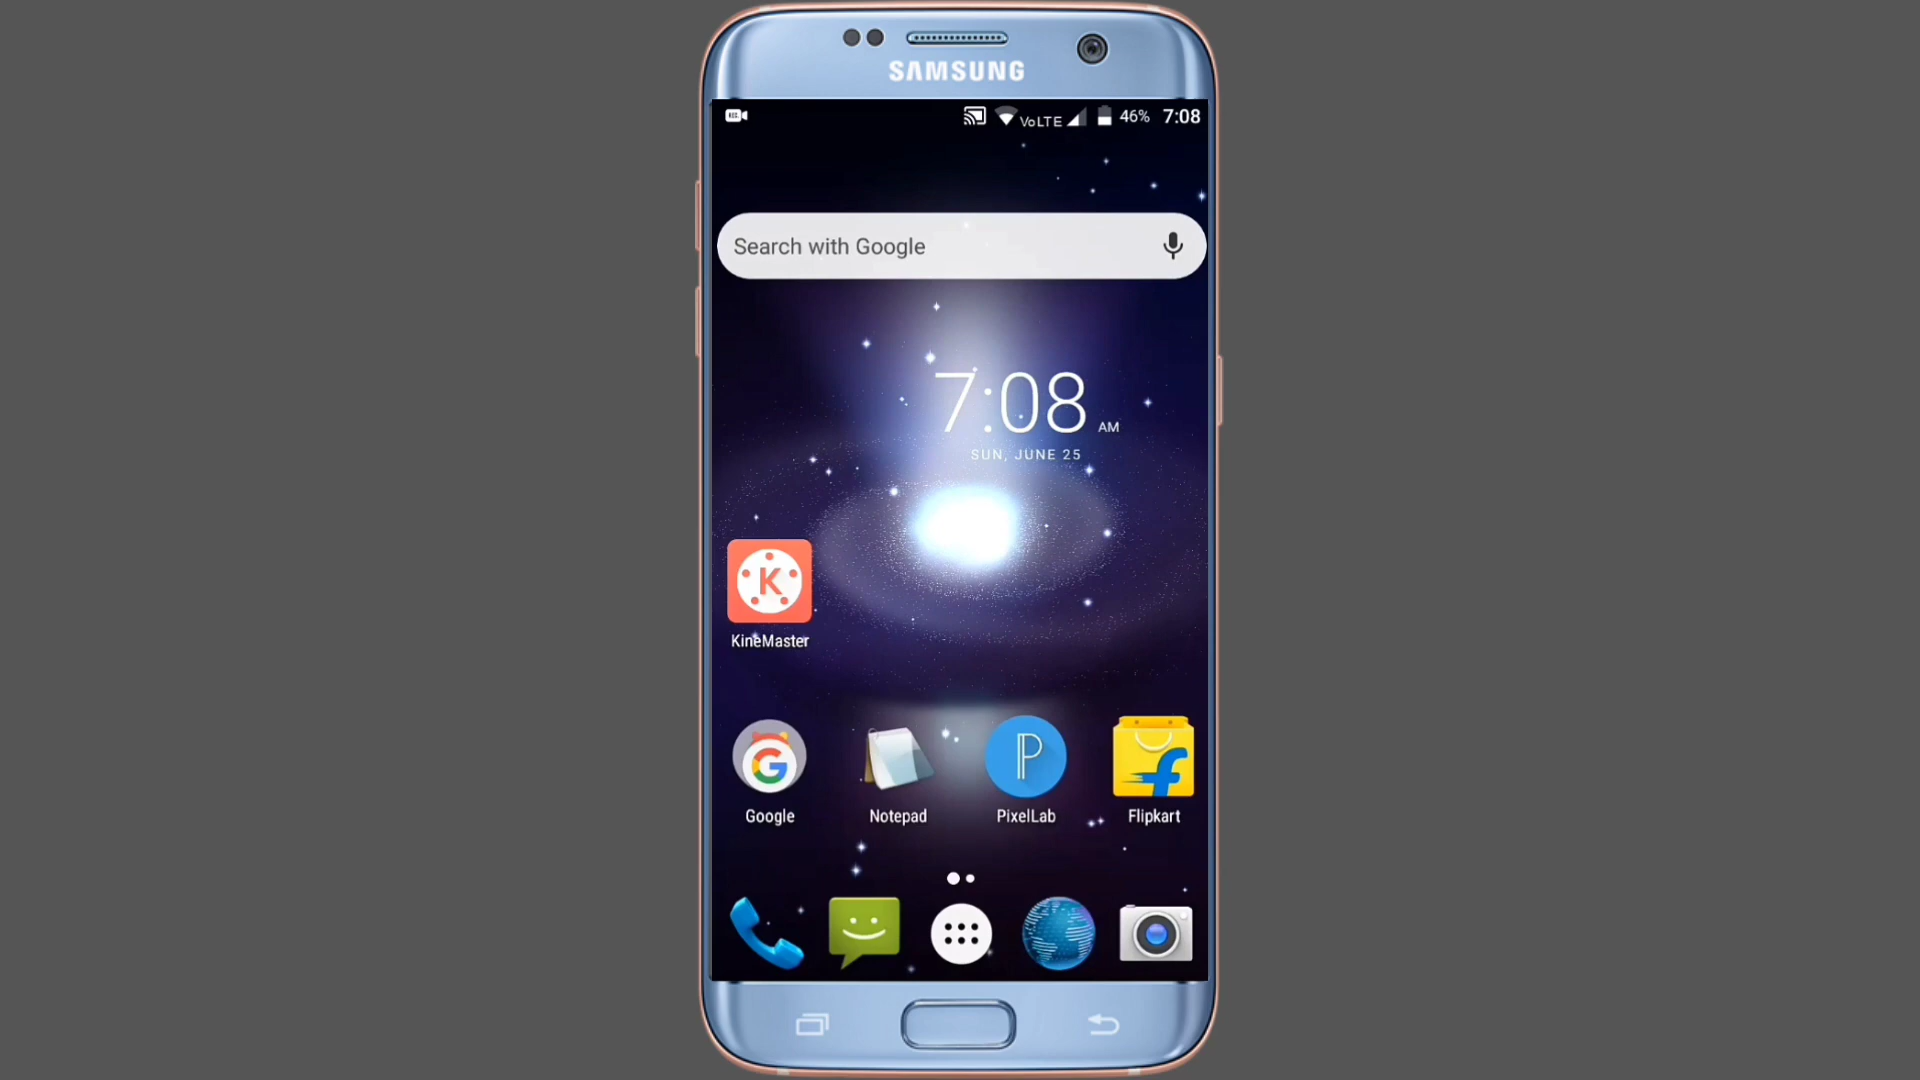 SAMSUNG
VoLTE 46% 7:08
Search with Google
7:08 AM
SUN, JUNE 25
K
KineMaster
G P f
Google Notepad PixelLab Flipkart